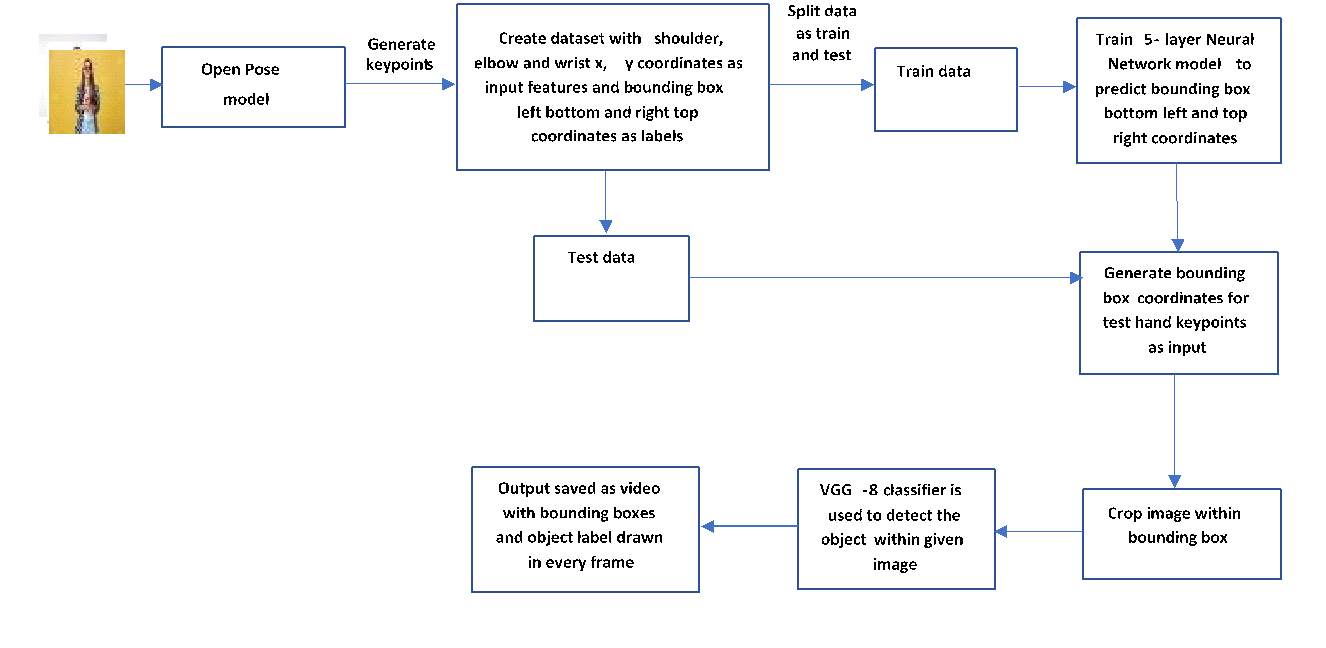 Open Pose
model
Generate
keypoints
Create dataset with shoulder,
elbow and wrist x, y coordinates as
input features and bounding box
left bottom and right top
coordinates as labels
Split data
as train
and test
Train data
Train 5- layer Neural
Network model to
predict bounding box
bottom left and top
right coordinates
Test data
Generate bounding
box coordinates for
test hand keypoints
as input
Output saved as video
with bounding boxes
and object label drawn
in every frame
VGG -8 classifier is
used to detect the
object within given
image
Crop image within
bounding box